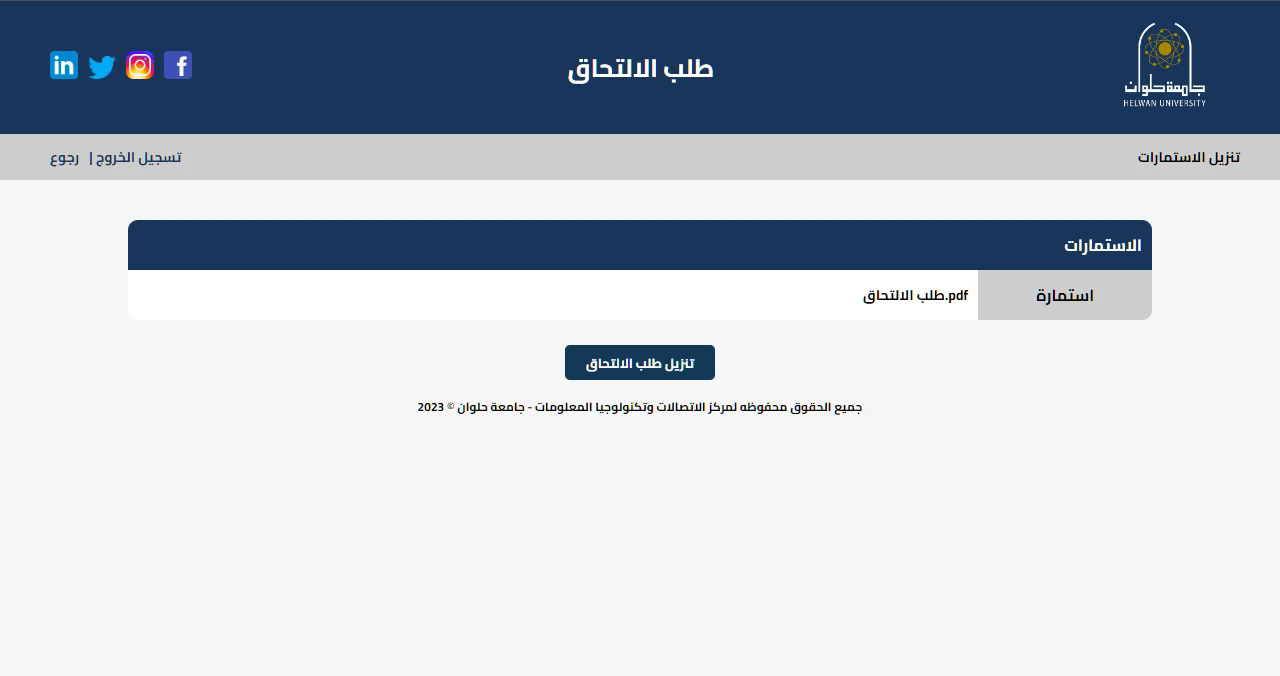 جامعة حلوان
HELWAN UNIVERSITY
طلب الالتحاق
in
f
تنزيل الاستمارات
تسجيل الخروج | رجوع
الاستمارات
استمارة
طلب الالتحاق.pdf
تنزيل طلب الالتحاق
جميع الحقوق محفوظه لمركز الاتصالات وتكنولوجيا المعلومات - جامعة حلوان © 2023